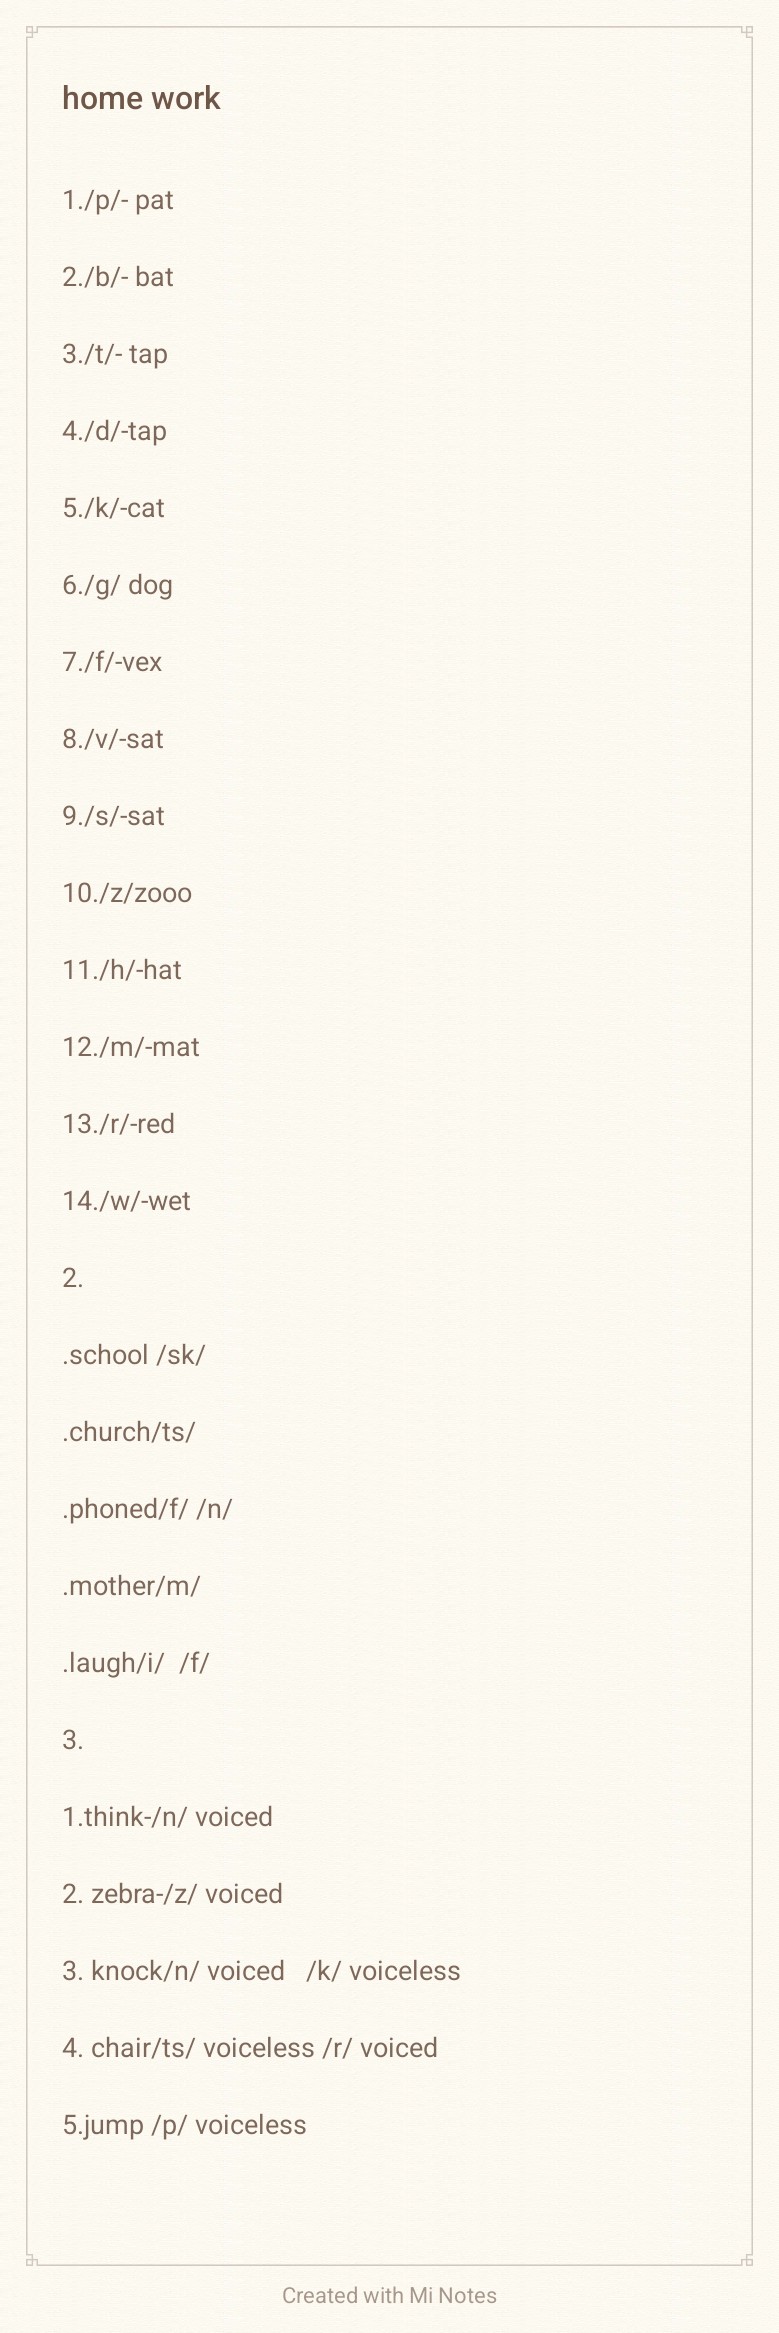 home work
1./p/- pat
2./b/- bat
3./t/- tap
4./d/-tap
5./k/-cat
6./g/ dog
7./f/-vex
8./v/-sat
9./s/-sat
10./z/zooo
11./h/-hat
12./m/-mat
13./r/-red
14./w/-wet
2.
.school /sk/
.church/ts/
.phoned/f/ /n/
.mother/m/
.laugh/i/  /f/
3.
1.think-/n/ voiced
2. zebra-/z/ voiced
3. knock/n/ voiced   /k/ voiceless
4. chair/ts/ voiceless /r/ voiced
5.jump /p/ voiceless
Created with Mi Notes